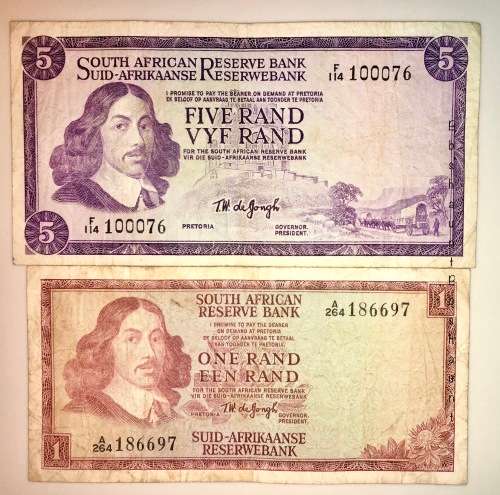 5
5
SOUTH AFRICAN RESERVE BANK
SUID-AFRIKAANSE RESERWEBANK
F/114 100076
I PROMISE TO PAY THE BEARER ON DEMAND AT PRETORIA
EK BELOOF OP AANVRAAG TE BETAAL AAN TOONDER TE PRETORIA
FIVE RAND
VYF RAND
FOR THE SOUTH AFRICAN RESERVE BANK
VIR DIE SUID-AFRIKAANSE RESERWEBANK
T.W. de Jongh
5
F/114 100076
PRETORIA
GOVERNOR.
PRESIDENT.
SOUTH AFRICAN
RESERVE BANK
A/264 186697
1
I PROMISE TO PAY THE BEARER
ON DEMAND AT PRETORIA
EK BELOOF OP AANVRAAG TE BETAAL
AAN TOONDER TE PRETORIA.
ONE RAND
EEN RAND
FOR THE SOUTH AFRICAN RESERVE BANK
VIR DIE SUID-AFRIKAANSE RESERWEBANK
PRETORIA
T.W. de Jongh
GOVERNOR.
PRESIDENT.
1
A/264 186697
SUID-AFRIKAANSE
RESERWEBANK